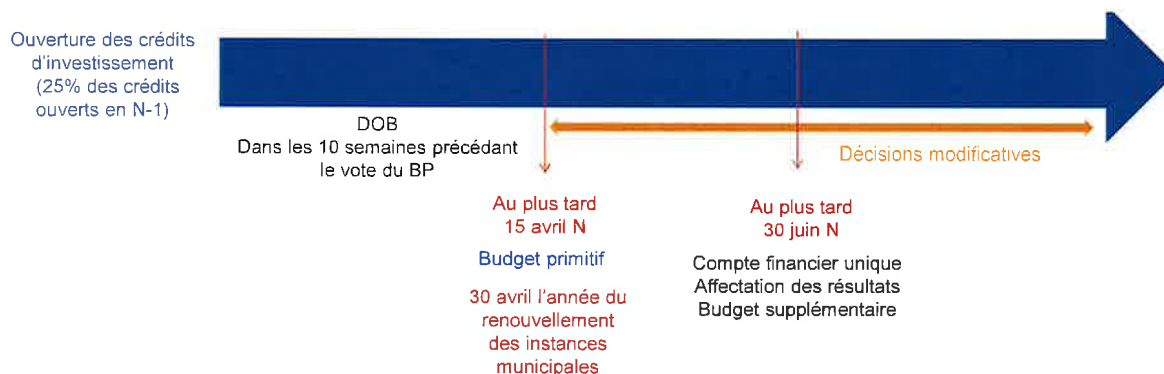 Ouverture des crédits
d'investissement
(25% des crédits
ouverts en N-1)
DOB
Dans les 10 semaines précédant
le vote du BP
Décisions modificatives
Au plus tard
15 avril N
Budget primitif
30 avril l'année du
renouvellement
des instances
municipales
Au plus tard
30 juin N
Compte financier unique
Affectation des résultats
Budget supplémentaire